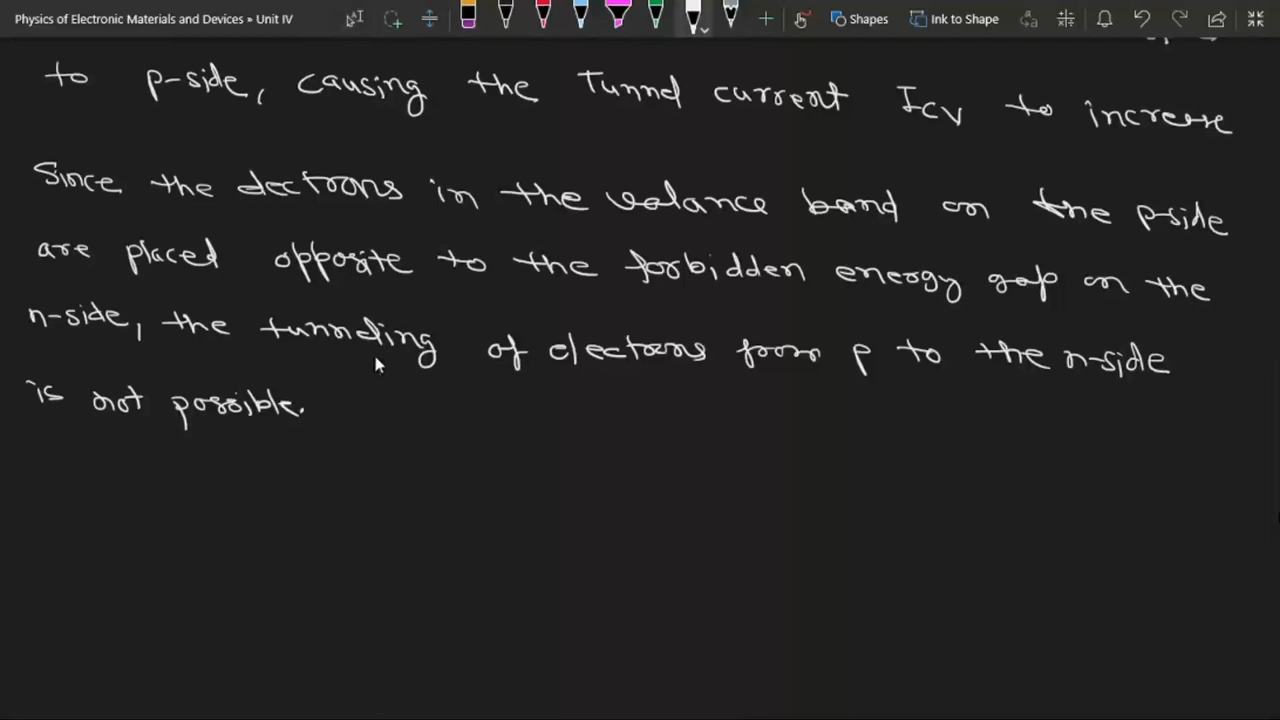 Physics of Electronic Materials and Devices » Unit IV
Shapes
Ink to Shape
to p-side, causing the Tunnel current ICV to increase
Since the electrons in the valance band on the p-side
are placed opposite to the forbidden energy gap on the
n-side, the tunneling of electrons from p to the n-side
is not possible.